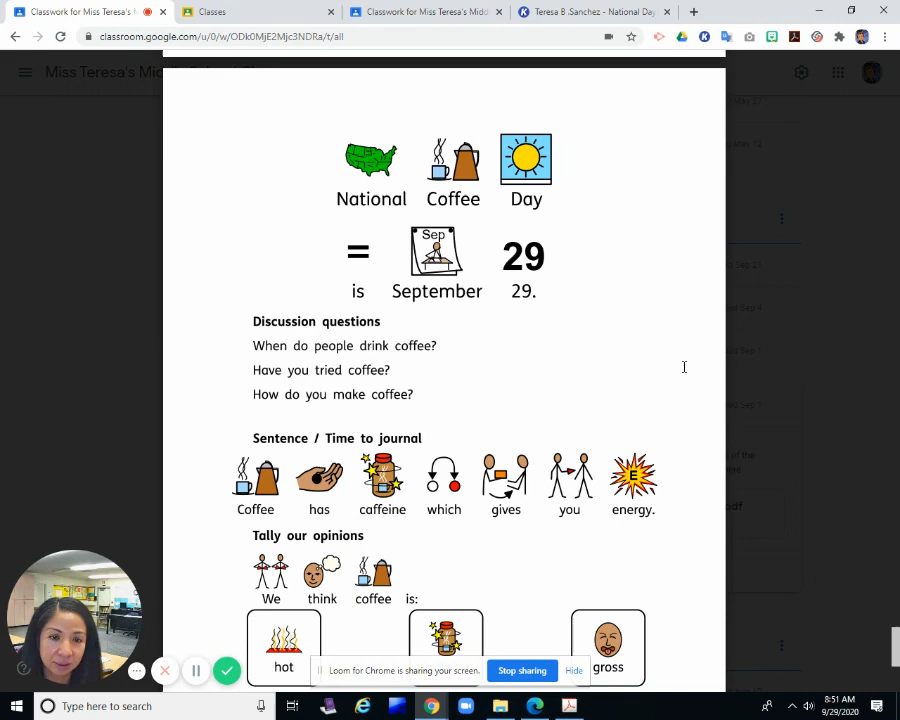 Classwork for Miss Teresa's M
Classes
Classwork for Miss Teresa's Midd
Teresa B .Sanchez - National Day
classroom.google.com/u/0/w/ODk0MjE2Mjc3NDRa/t/all
Miss Teresa's Mi
National Coffee Day
Sep 29
is September 29.
Discussion questions
When do people drink coffee?
Have you tried coffee?
How do you make coffee?
Sentence / Time to journal
E
Coffee has caffeine which gives you energy.
Tally our opinions
We think coffee is:
hot
gross
Loom for Chrome is sharing your screen. Stop sharing Hide
Type here to search
8:51 AM
9/29/2020